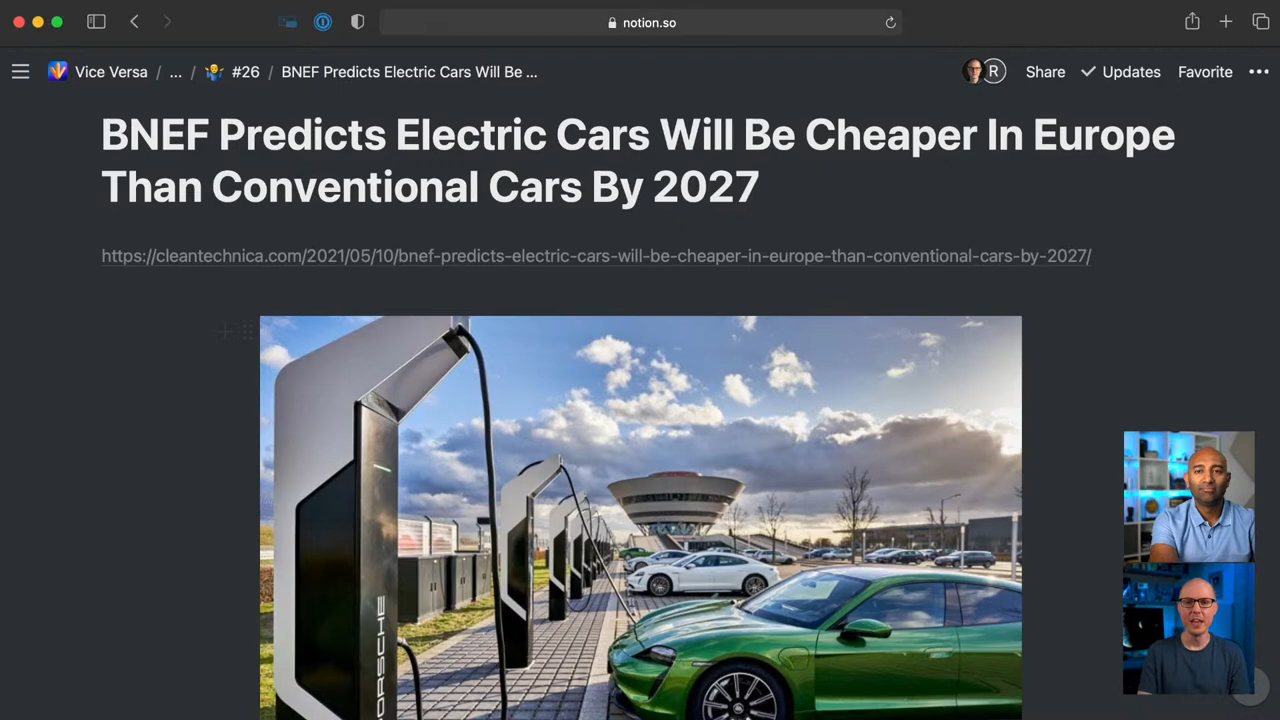 notion.so
Vice Versa / ... / #26 / BNEF Predicts Electric Cars Will Be ...
R Share Updates Favorite
BNEF Predicts Electric Cars Will Be Cheaper In Europe
Than Conventional Cars By 2027
https://cleantechnica.com/2021/05/10/bnef-predicts-electric-cars-will-be-cheaper-in-europe-than-conventional-cars-by-2027/
PORSCHE